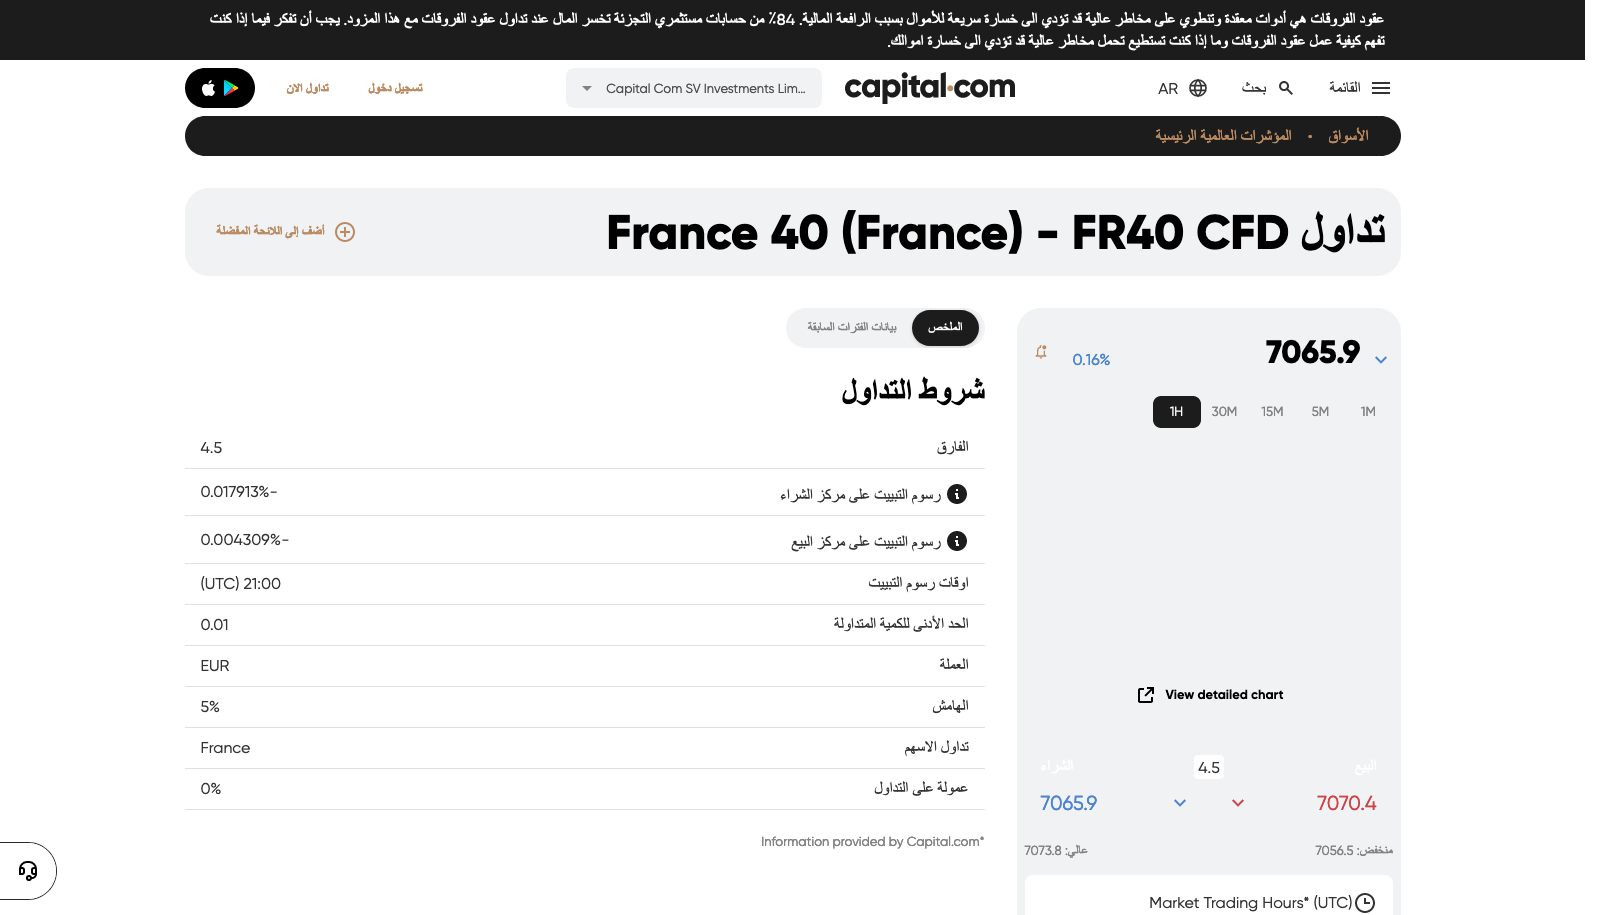 عقود الفروقات هي أدوات معقدة وتنطوي على مخاطر عالية قد تؤدي الى خسارة سريعة للأموال بسبب الرافعة المالية. 84٪ من حسابات مستثمري التجزئة تخسر المال عند تداول عقود الفروقات مع هذا المزود. يجب أن تفكر فيما إذا كنت
تفهم كيفية عمل عقود الفروقات وما إذا كنت تستطيع تحمل مخاطر عالية قد تؤدي الى خسارة اموالك.
القائمة
بحث
AR
capital.com
Capital Com SV Investments Lim...
تسجيل دخول
تداول الان
الأسواق • المؤشرات العالمية الرئيسية
تداول France 40 (France) - FR40 CFD
أضف إلى اللائحة المفضلة
7065.9
0.16%
1M 5M 15M 30M 1H
View detailed chart
البيع 4.5 الشراء
7070.4 7065.9
منخفض: 7056.5 عالي: 7073.8
Market Trading Hours* (UTC)
الملخص بيانات الفترات السابقة
شروط التداول
الفارق 4.5
رسوم التبييت على مركز الشراء 0.017913%-
رسوم التبييت على مركز البيع 0.004309%-
اوقات رسوم التبييت 21:00 (UTC)
الحد الأدنى للكمية المتداولة 0.01
العملة EUR
الهامش 5%
تداول الاسهم France
عمولة على التداول 0%
Information provided by Capital.com*